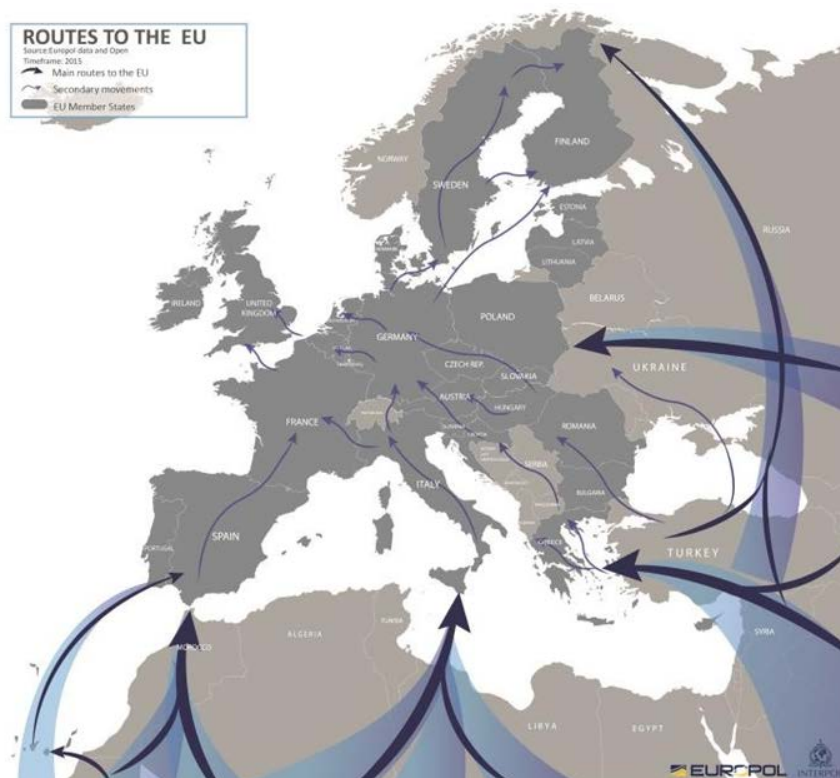 ROUTES TO THE EU
Source:Europol data and Open
Timeframe: 2015
Main routes to the EU
Secondary movements
EU Member States
NORWAY
FINLAND
SWEDEN
ESTONIA
RUSSIA
LATVIA
LITHUANIA
IRELAND
UNITED
KINGDOM
BELARUS
POLAND
GERMANY
UKRAINE
CZECH REP.
SLOVAKIA
AUSTRIA
HUNGARY
FRANCE
ROMANIA
SERBIA
ITALY
BULGARIA
SPAIN
PORTUGAL
GREECE
TURKEY
SYRIA
TUNISIA
ALGERIA
MOROCCO
LIBYA
EGYPT
EUROPOL